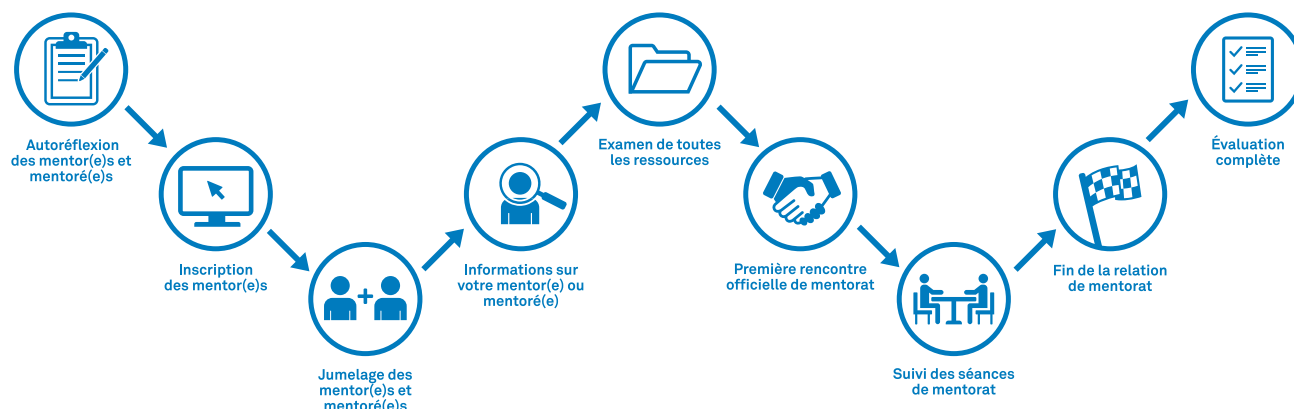 Autoréflexion
des mentor(e)s et
mentoré(e)s
Inscription
des mentor(e)s
Jumelage des
mentor(e)s et
mentoré(e)s
Informations sur
votre mentor(e) ou
mentoré(e)
Examen de toutes
les ressources
Première rencontre
officielle de mentorat
Suivi des séances
de mentorat
Fin de la relation
de mentorat
Évaluation
complète